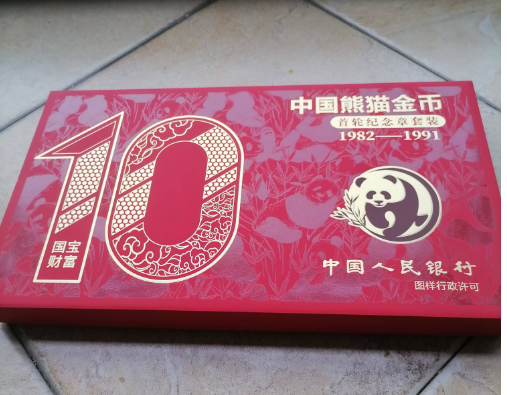 中国熊猫金币
首轮纪念章套装
1982——1991
10
国宝
财富
中国人民银行
图样行政许可